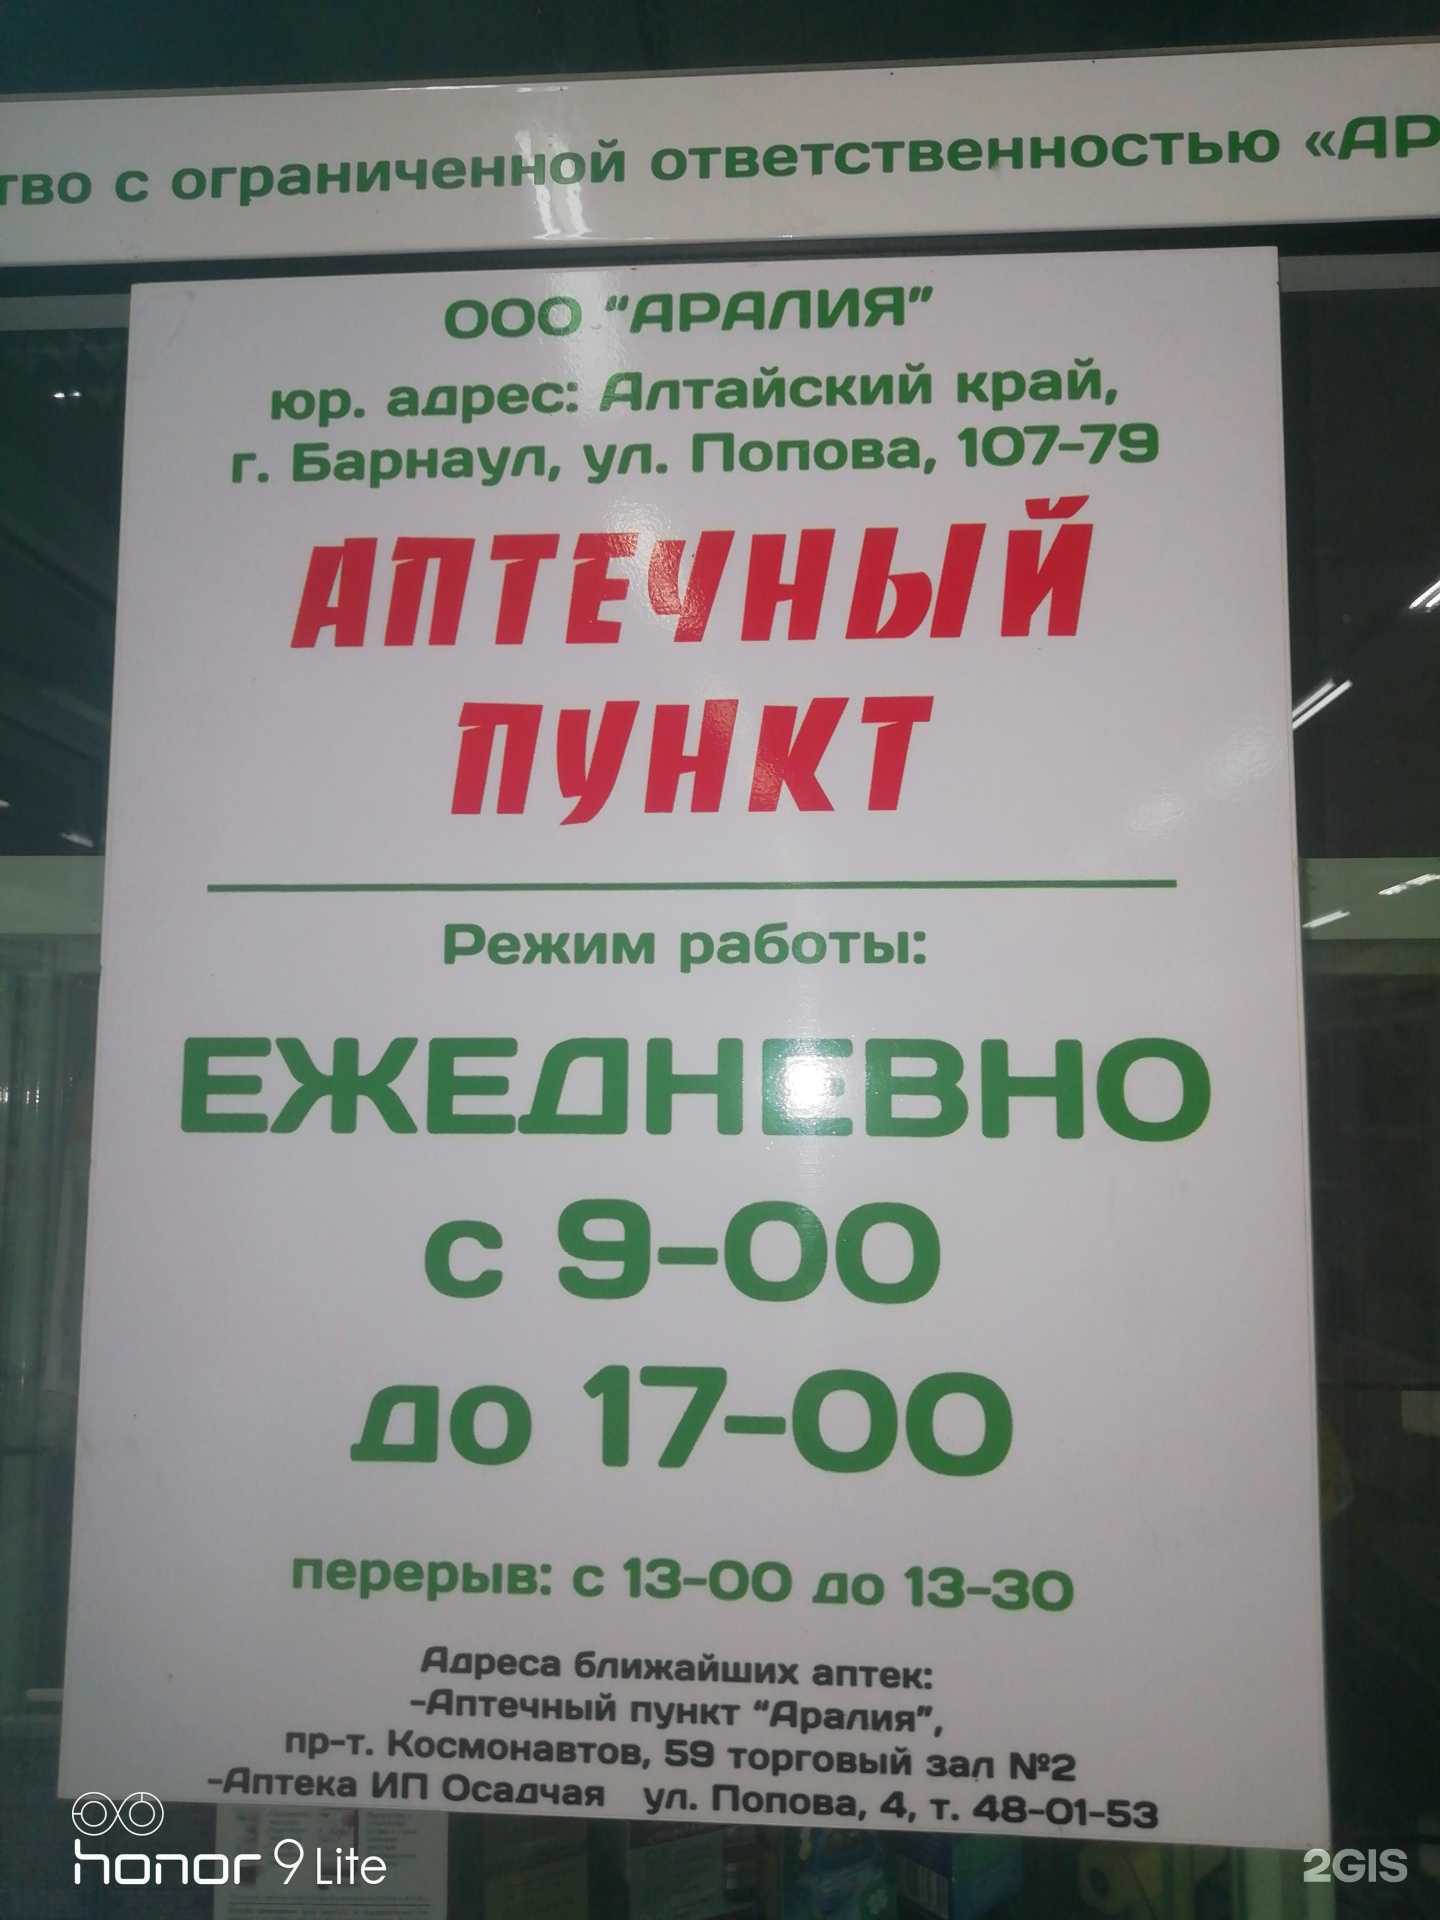 тво с ограниченной ответственностью «АР
ООО "АРАЛИЯ"
юр. адрес: Алтайский край,
г. Барнаул, ул. Попова, 107-79
АПТЕЧНЫЙ
ПУНКТ
Режим работы:
ЕЖЕДНЕВНО
с 9-00
до 17-00
перерыв: с 13-00 до 13-30
Адреса ближайших аптек:
-Аптечный пункт "Аралия",
пр-т. Космонавтов, 59 торговый зал №2
-Аптека ИП Осадчая ул. Попова, 4, т. 48-01-53
honor 9 Lite
2GIS